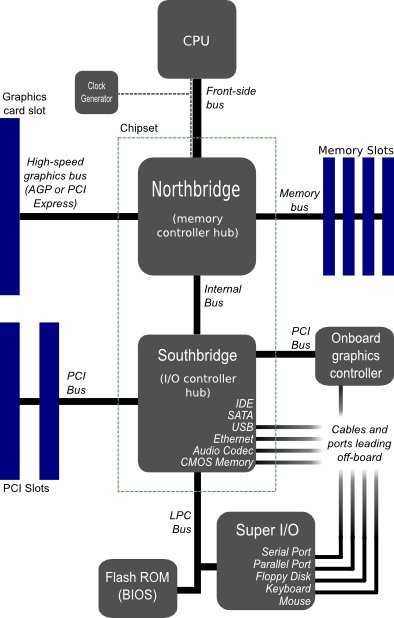 CPU
Clock
Generator
Front-side
bus
Graphics
card slot
Chipset
High-speed
graphics bus
(AGP or PCI
Express)
Northbridge
(memory
controller hub)
Memory Slots
Memory
bus
Internal
Bus
Southbridge
(I/O controller
hub)
PCI
Bus
Onboard
graphics
controller
PCI
Bus
PCI Slots
IDE
SATA
USB
Ethernet
Audio Codec
CMOS Memory
Cables and
ports leading
off-board
LPC
Bus
Super I/O
Serial Port
Parallel Port
Floppy Disk
Keyboard
Mouse
Flash ROM
(BIOS)